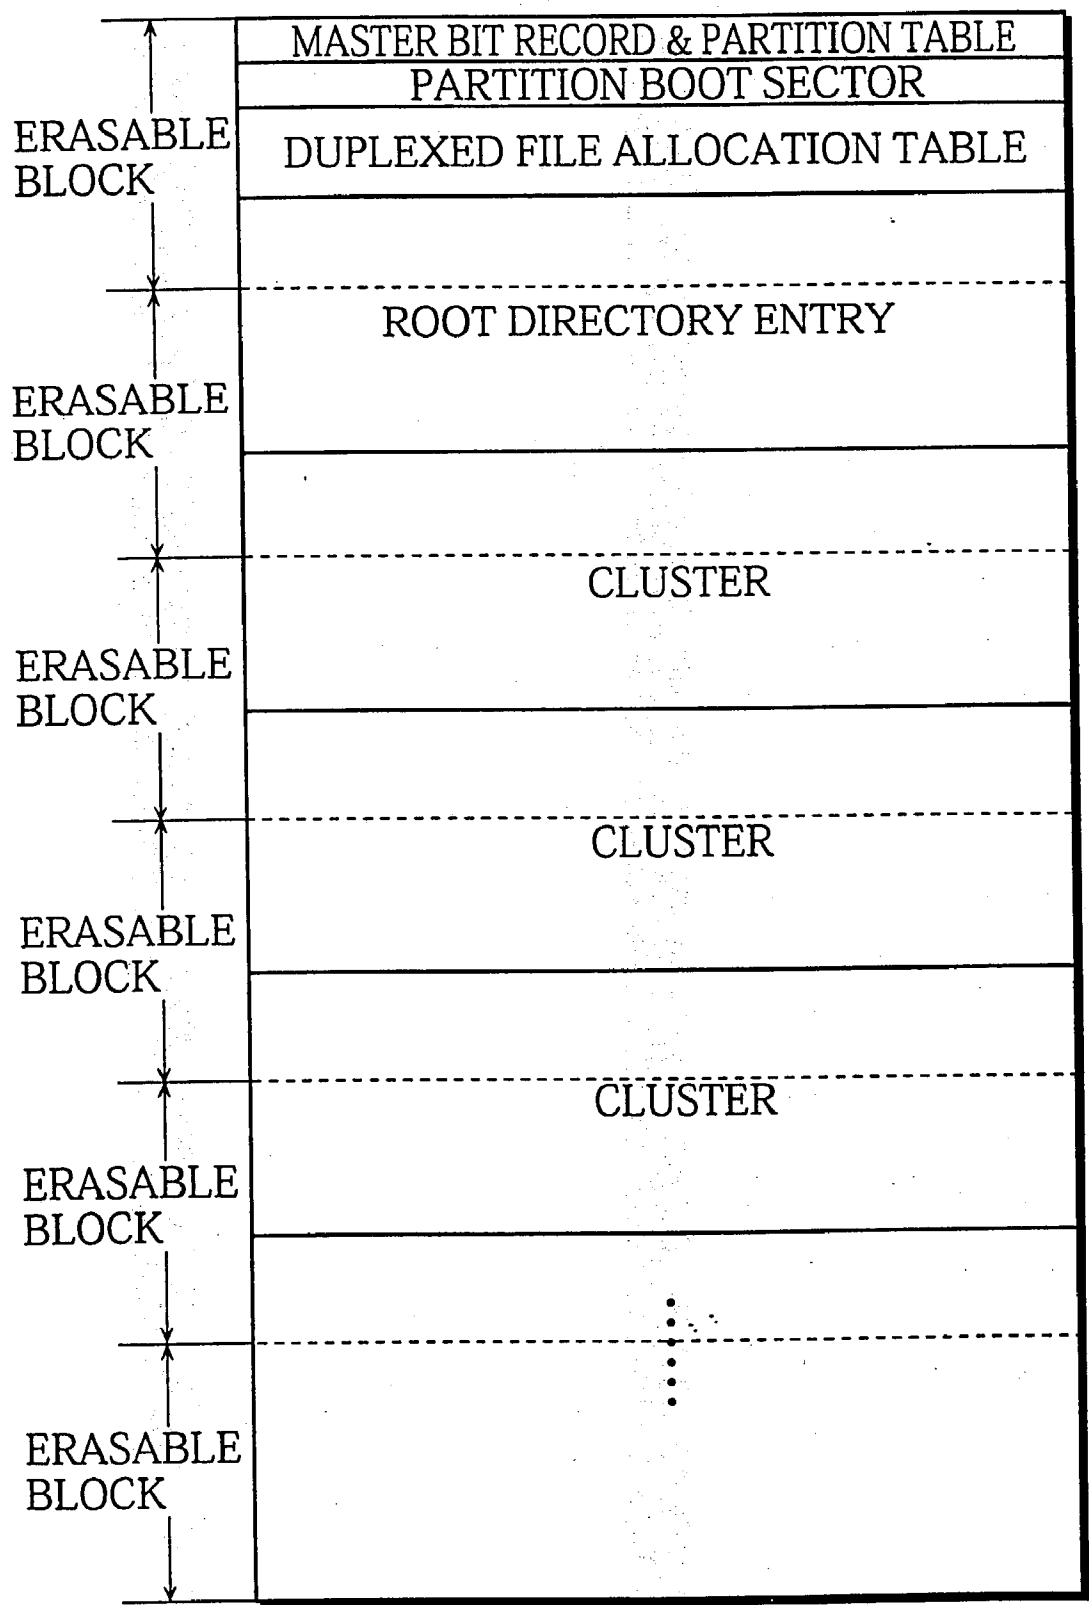 MASTER BIT RECORD & PARTITION TABLE
PARTITION BOOT SECTOR
ERASABLE
BLOCK
DUPLEXED FILE ALLOCATION TABLE
ROOT DIRECTORY ENTRY
ERASABLE
BLOCK
CLUSTER
ERASABLE
BLOCK
CLUSTER
ERASABLE
BLOCK
CLUSTER
ERASABLE
BLOCK
ERASABLE
BLOCK